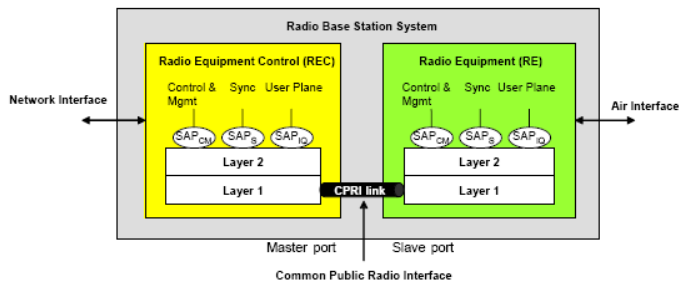 Radio Base Station System
Radio Equipment Control (REC)
Radio Equipment (RE)
Control & Mgmt
Sync
User Plane
Control & Mgmt
Sync
User Plane
Network Interface
Air Interface
SAPCM
SAPS
SAPIQ
SAPCM
SAPS
SAPIQ
Layer 2
Layer 2
Layer 1
CPRI link
Layer 1
Master port
Slave port
Common Public Radio Interface